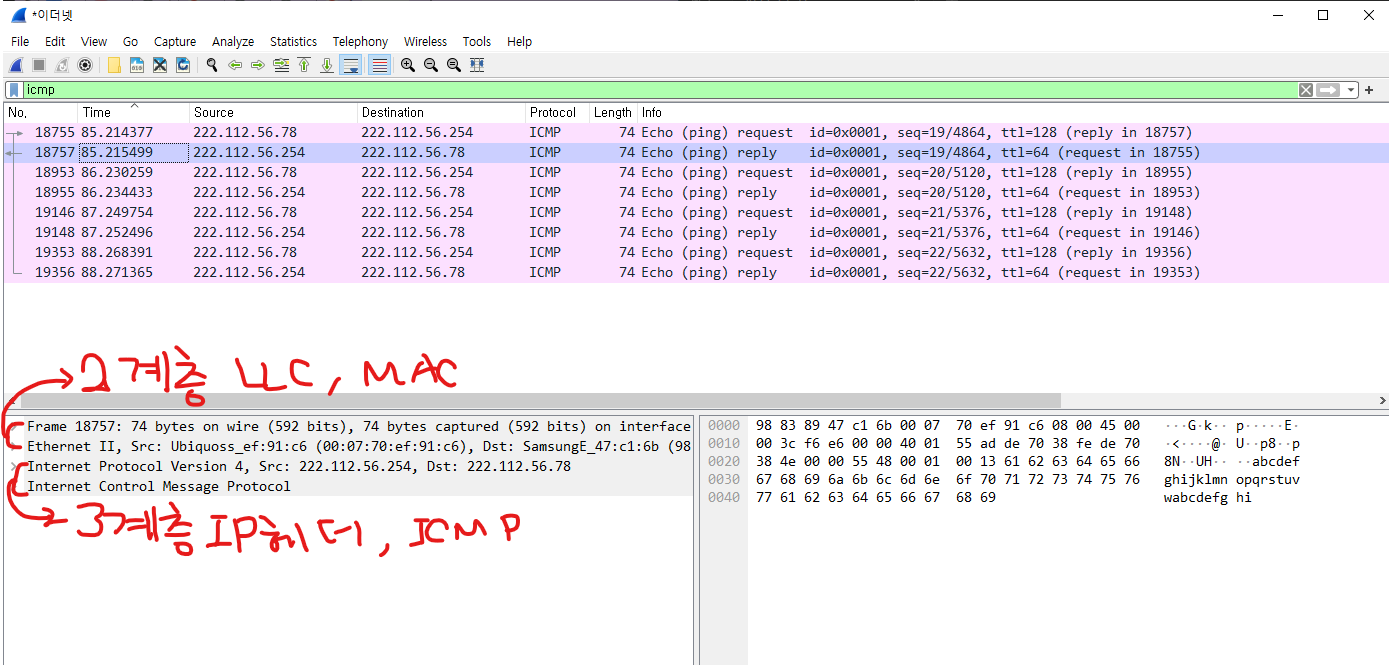 *이더넷
File Edit View Go Capture Analyze Statistics Telephony Wireless Tools Help
icmp
No. Time Source Destination Protocol Length Info
18755 85.214377 222.112.56.78 222.112.56.254 ICMP 74 Echo (ping) request id=0x0001, seq=19/4864, ttl=128 (reply in 18757)
18757 85.215499 222.112.56.254 222.112.56.78 ICMP 74 Echo (ping) reply id=0x0001, seq=19/4864, ttl=64 (request in 18755)
18953 86.230259 222.112.56.78 222.112.56.254 ICMP 74 Echo (ping) request id=0x0001, seq=20/5120, ttl=128 (reply in 18955)
18955 86.234433 222.112.56.254 222.112.56.78 ICMP 74 Echo (ping) reply id=0x0001, seq=20/5120, ttl=64 (request in 18953)
19146 87.249754 222.112.56.78 222.112.56.254 ICMP 74 Echo (ping) request id=0x0001, seq=21/5376, ttl=128 (reply in 19148)
19148 87.252496 222.112.56.254 222.112.56.78 ICMP 74 Echo (ping) reply id=0x0001, seq=21/5376, ttl=64 (request in 19146)
19353 88.268391 222.112.56.78 222.112.56.254 ICMP 74 Echo (ping) request id=0x0001, seq=22/5632, ttl=128 (reply in 19356)
19356 88.271365 222.112.56.254 222.112.56.78 ICMP 74 Echo (ping) reply id=0x0001, seq=22/5632, ttl=64 (request in 19353)
2계층 LLC, MAC
Frame 18757: 74 bytes on wire (592 bits), 74 bytes captured (592 bits) on interface
Ethernet II, Src: Ubiquoss_ef:91:c6 (00:07:70:ef:91:c6), Dst: SamsungE_47:c1:6b (98
Internet Protocol Version 4, Src: 222.112.56.254, Dst: 222.112.56.78
Internet Control Message Protocol
3계층 IP헤더, ICMP
0000 98 83 89 47 c1 6b 00 07 70 ef 91 c6 08 00 45 00 ···G·k·· p·····E·
0010 00 3c f6 e6 00 00 40 01 55 ad de 70 38 fe de 70 ·<····@· U··p8··p
0020 38 4e 00 00 55 48 00 01 00 13 61 62 63 64 65 66 8N··UH·· ··abcdef
0030 67 68 69 6a 6b 6c 6d 6e 6f 70 71 72 73 74 75 76 ghijklmn opqrstuv
0040 77 61 62 63 64 65 66 67 68 69 wabcdefg hi